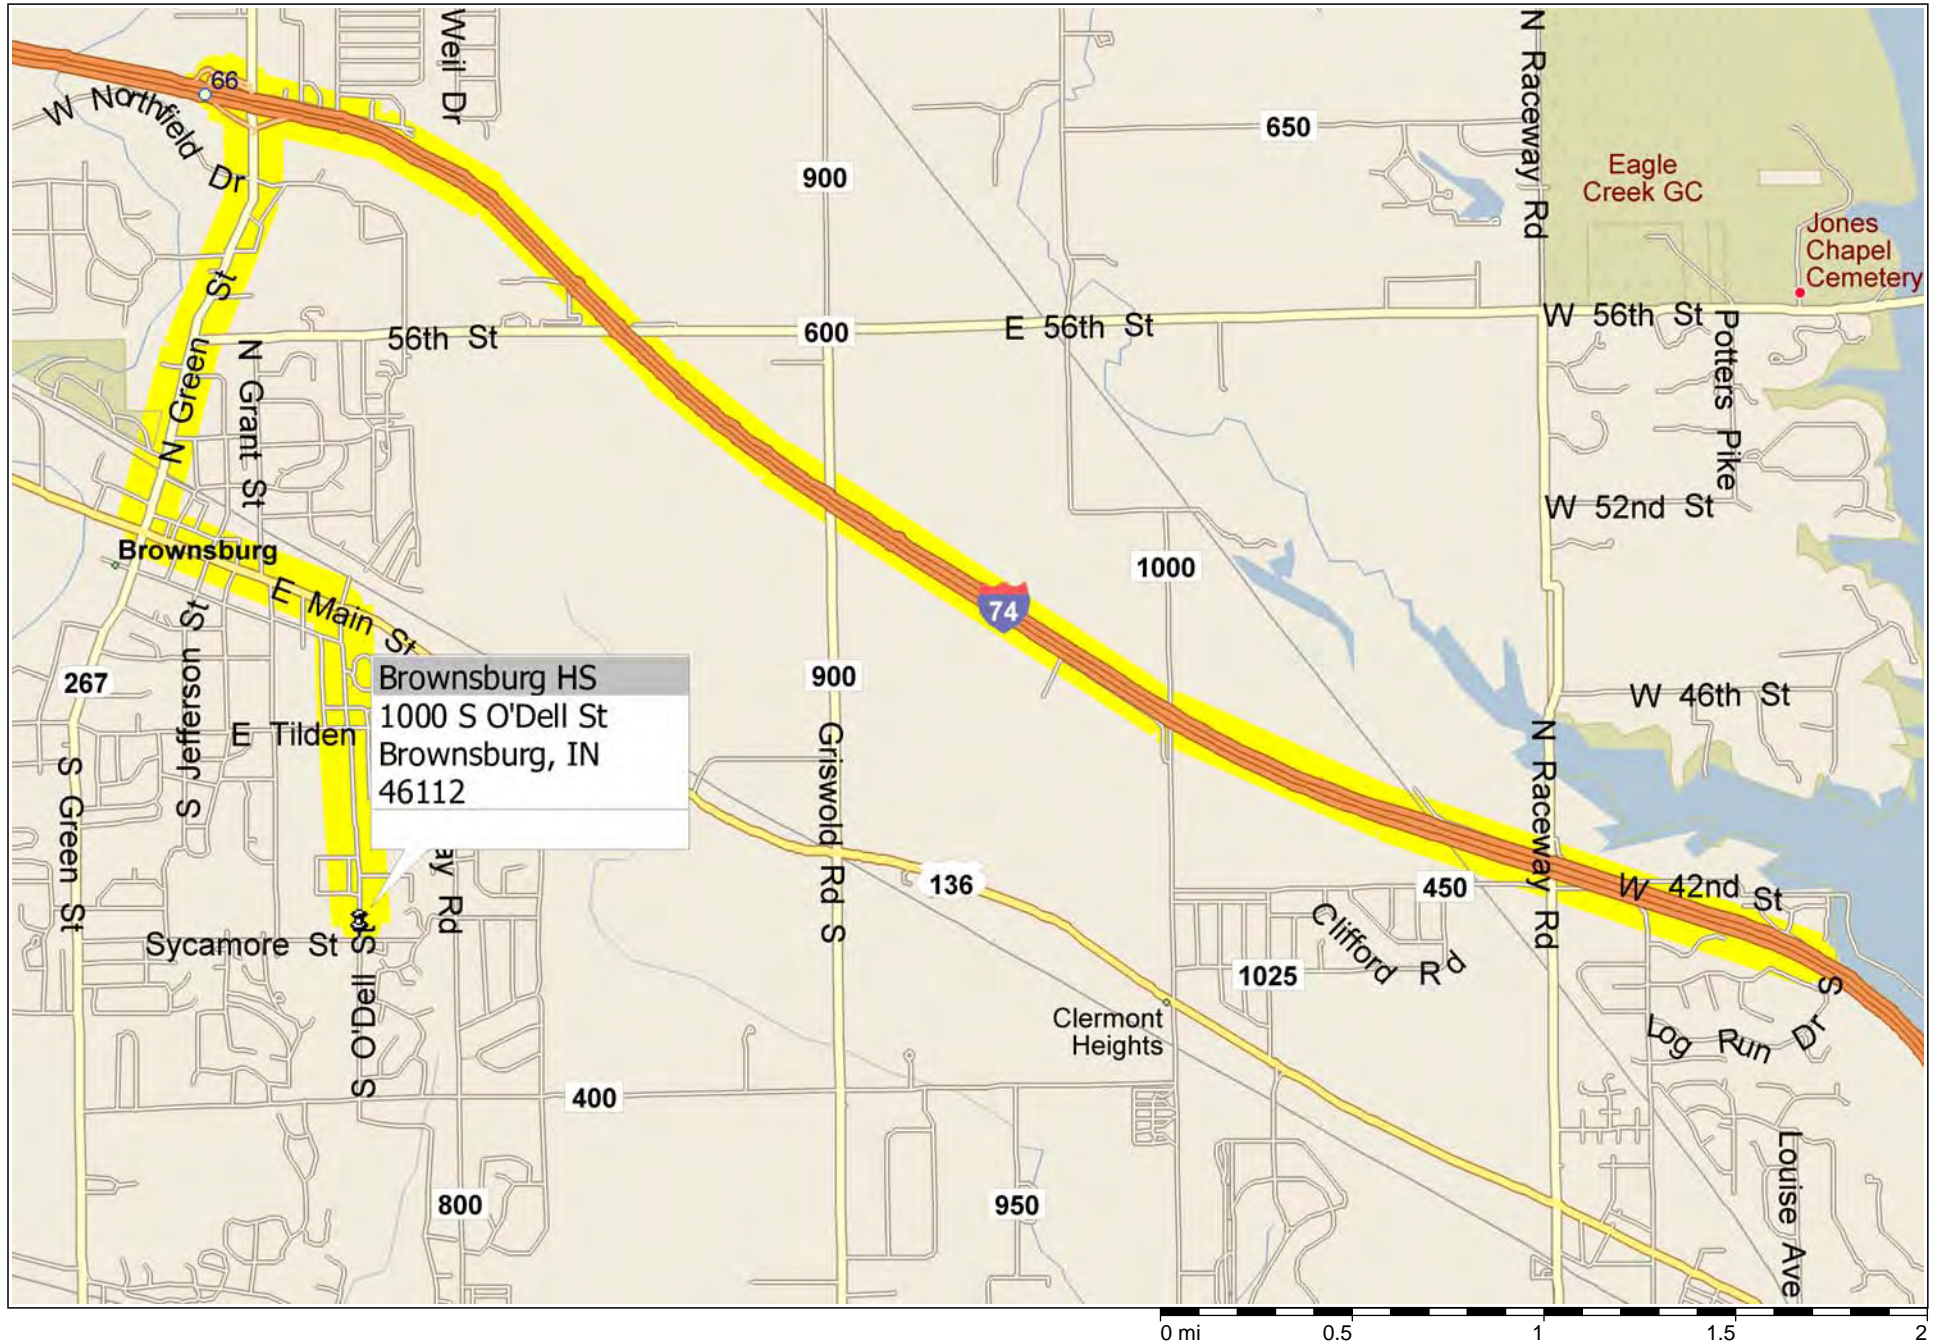 Weil Dr
N Raceway Rd
66
W Northfield Dr
650
900
Eagle
Creek GC
Jones
Chapel
Cemetery
N Green St
56th St
600
E 56th St
W 56th St
Potters Pike
N Grant St
W 52nd St
Brownsburg
1000
E Main St
74
S Jefferson St
267
Brownsburg HS
1000 S O'Dell St
Brownsburg, IN
46112
900
W 46th St
E Tilden
Griswold Rd S
N Raceway Rd
S Green St
ay Rd
136
450
W 42nd St
Clifford Rd
Sycamore St
S O'Dell St
1025
S Log Run Dr
Clermont
Heights
400
800
950
Louise Ave
0 mi 0.5 1 1.5 2